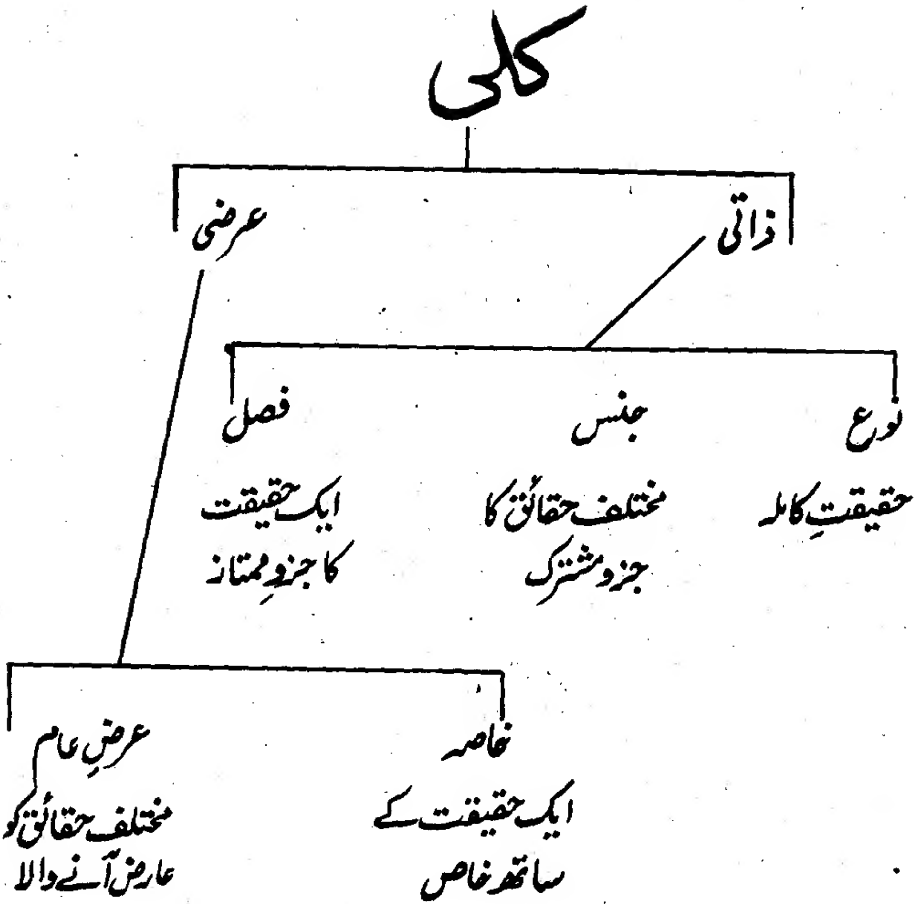 کلی
ذاتی
عرضی
نوع
حقیقتِ کاملہ
جنس
مختلف حقائق کا
جزو مشترک
فصل
ایک حقیقت
کا جزوِ ممتاز
خاصہ
ایک حقیقت کے
ساتھ خاص
عرضِ عام
مختلف حقائق کو
عارض آنے والا